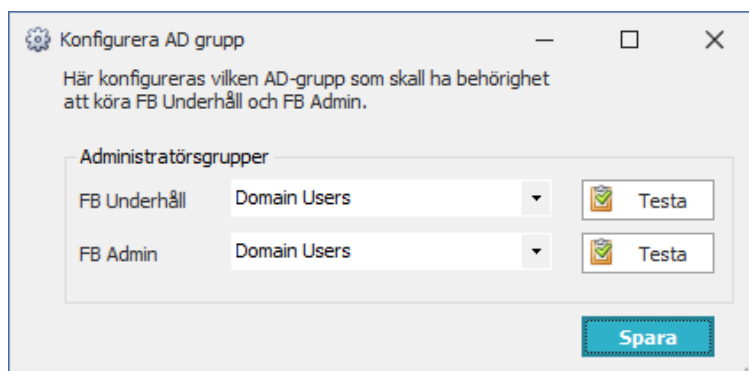 Konfigurera AD grupp
Här konfigureras vilken AD-grupp som skall ha behörighet
att köra FB Underhåll och FB Admin.
Administratörsgrupper
FB Underhåll Domain Users Testa
FB Admin Domain Users Testa
Spara